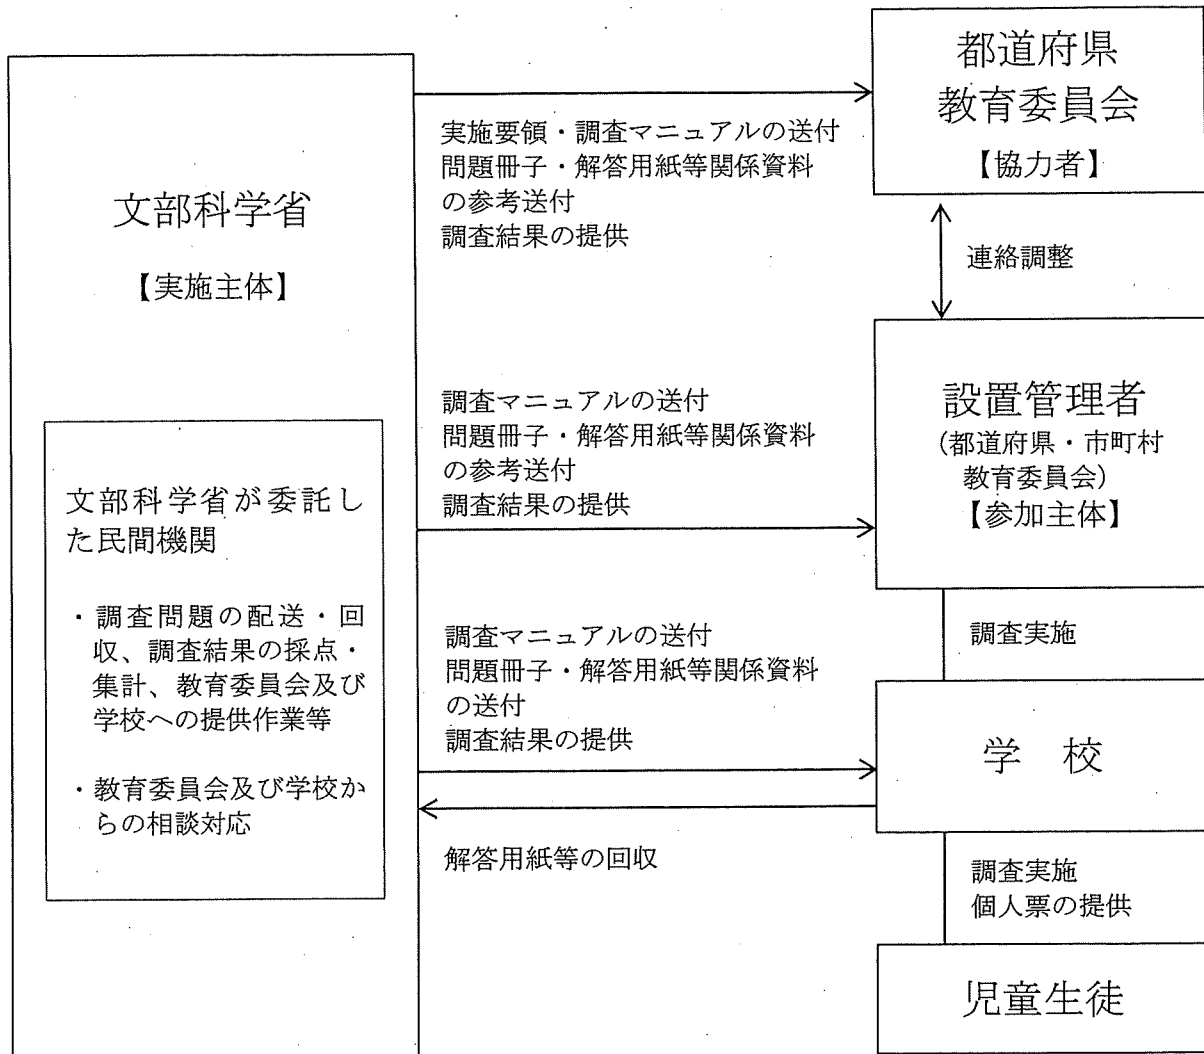 文部科学省
【実施主体】
文部科学省が委託し
た民間機関
・調査問題の配送・回
収、調査結果の採点・
集計、教育委員会及び
学校への提供作業等
・教育委員会及び学校か
らの相談対応
実施要領・調査マニュアルの送付
問題冊子・解答用紙等関係資料
の参考送付
調査結果の提供
都道府県
教育委員会
【協力者】
連絡調整
調査マニュアルの送付
問題冊子・解答用紙等関係資料
の参考送付
調査結果の提供
設置管理者
(都道府県・市町村
教育委員会)
【参加主体】
調査実施
調査マニュアルの送付
問題冊子・解答用紙等関係資料
の送付
調査結果の提供
学 校
解答用紙等の回収
調査実施
個人票の提供
児童生徒